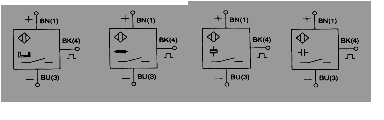 + BN(1) + BN(1) + BN(1) + BN(1)
BK(4) BK(4) BK(4) BK(4)
— BU(3) — BU(3) — BU(3) — BU(3)